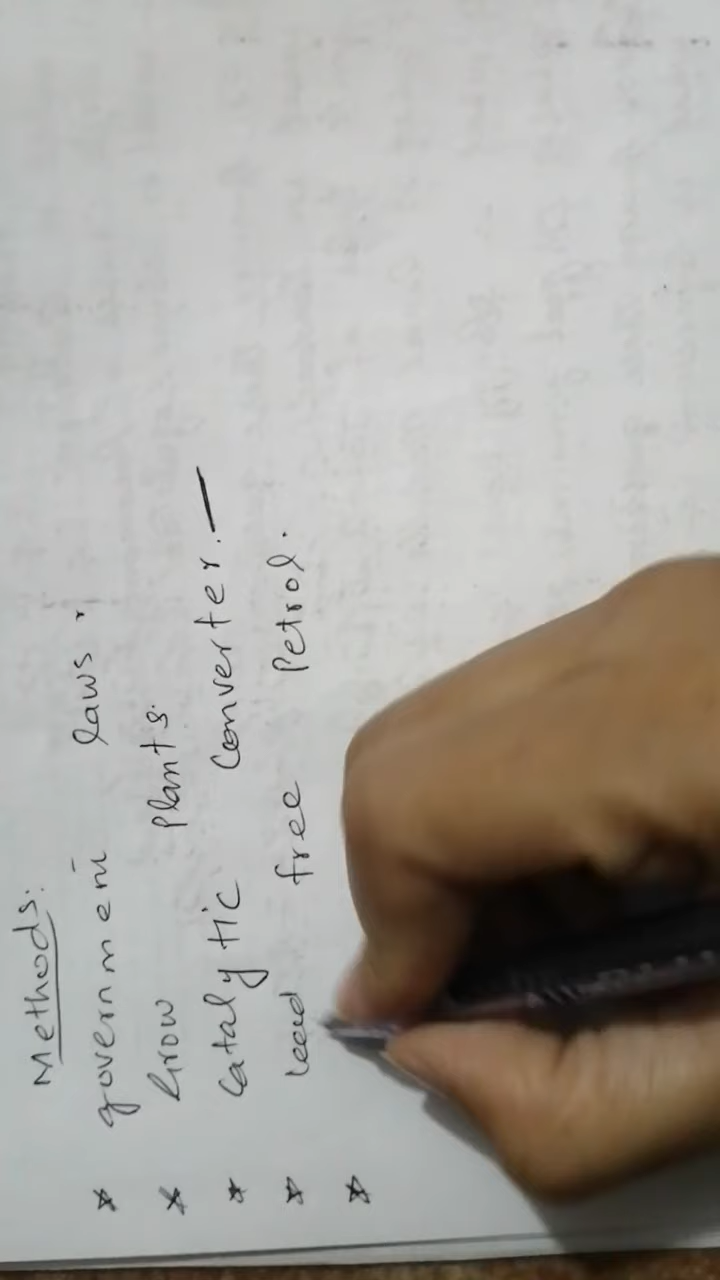 Methods:
* government laws.
* Grow Plants.
* Catalytic Converter. —
* lead free Petrol.
*